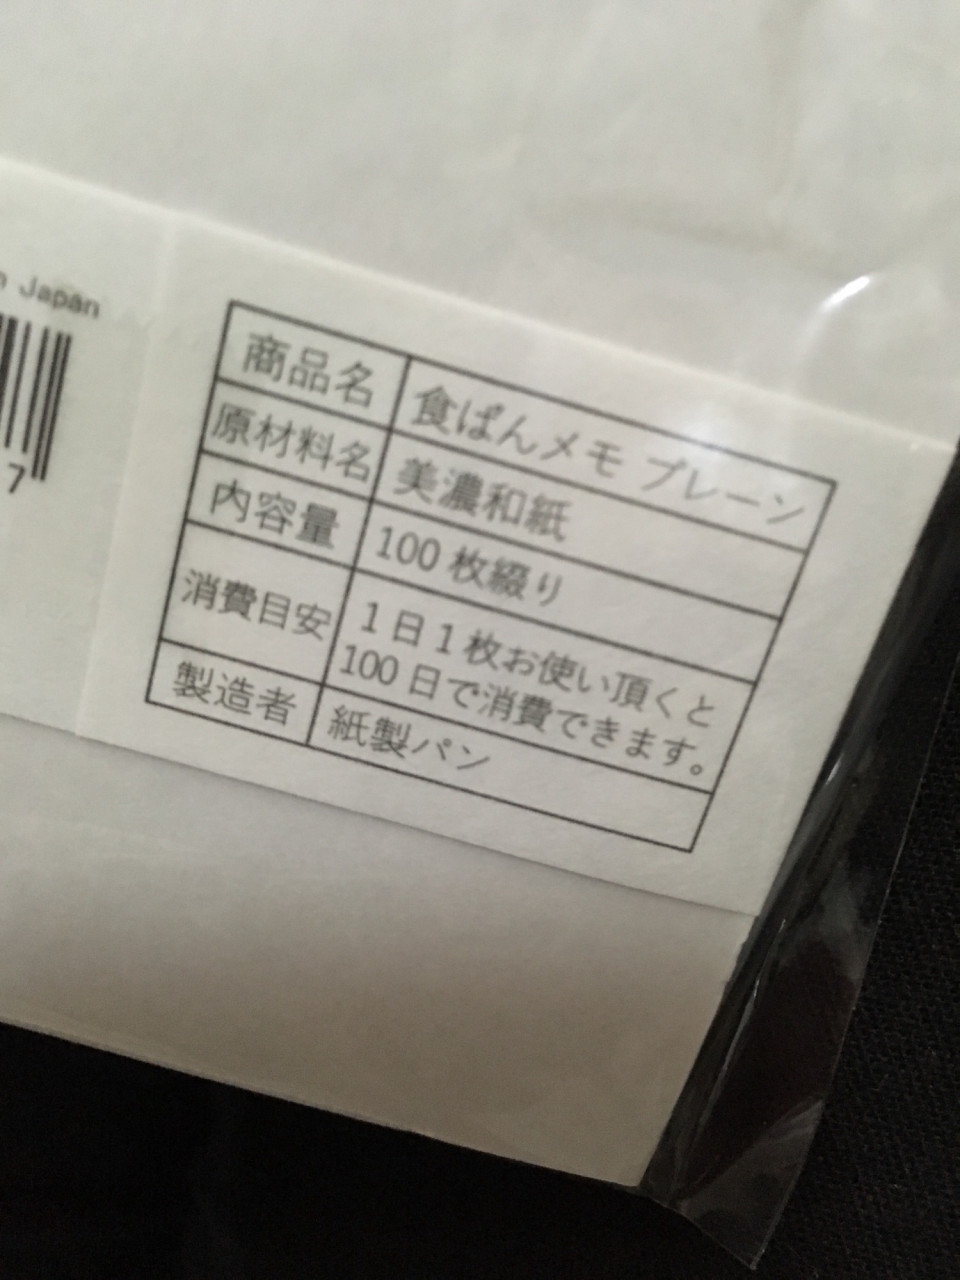 Japan
7
商品名 食ぱんメモ プレーン
原材料名 美濃和紙
内容量 100 枚綴り
消費目安 1日1枚お使い頂くと
100 日で消費できます。
製造者 紙製パン